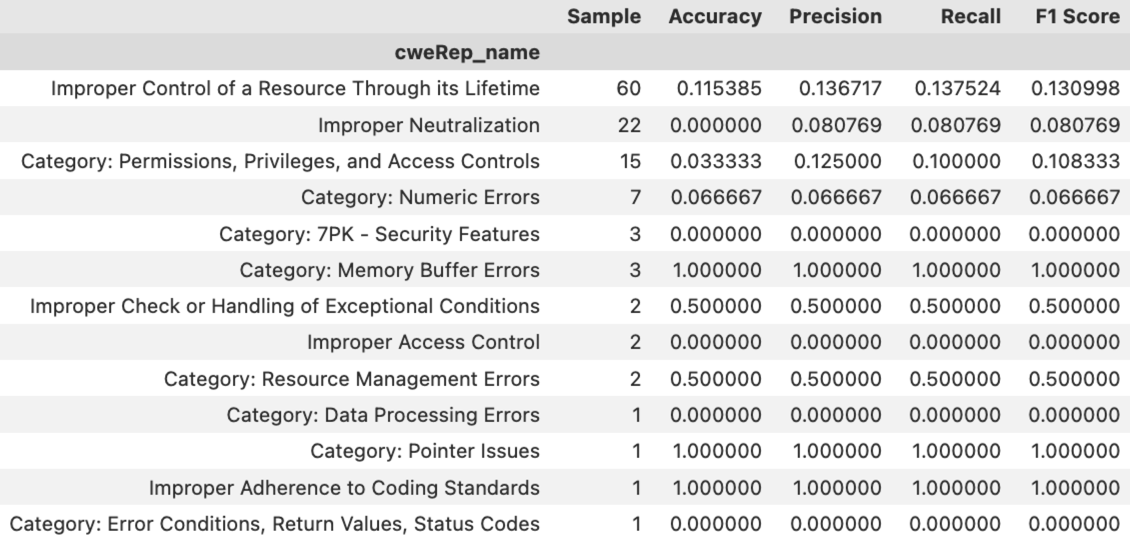 Sample Accuracy Precision Recall F1 Score
cweRep_name
Improper Control of a Resource Through its Lifetime 60 0.115385 0.136717 0.137524 0.130998
Improper Neutralization 22 0.000000 0.080769 0.080769 0.080769
Category: Permissions, Privileges, and Access Controls 15 0.033333 0.125000 0.100000 0.108333
Category: Numeric Errors 7 0.066667 0.066667 0.066667 0.066667
Category: 7PK - Security Features 3 0.000000 0.000000 0.000000 0.000000
Category: Memory Buffer Errors 3 1.000000 1.000000 1.000000 1.000000
Improper Check or Handling of Exceptional Conditions 2 0.500000 0.500000 0.500000 0.500000
Improper Access Control 2 0.000000 0.000000 0.000000 0.000000
Category: Resource Management Errors 2 0.500000 0.500000 0.500000 0.500000
Category: Data Processing Errors 1 0.000000 0.000000 0.000000 0.000000
Category: Pointer Issues 1 1.000000 1.000000 1.000000 1.000000
Improper Adherence to Coding Standards 1 1.000000 1.000000 1.000000 1.000000
Category: Error Conditions, Return Values, Status Codes 1 0.000000 0.000000 0.000000 0.000000